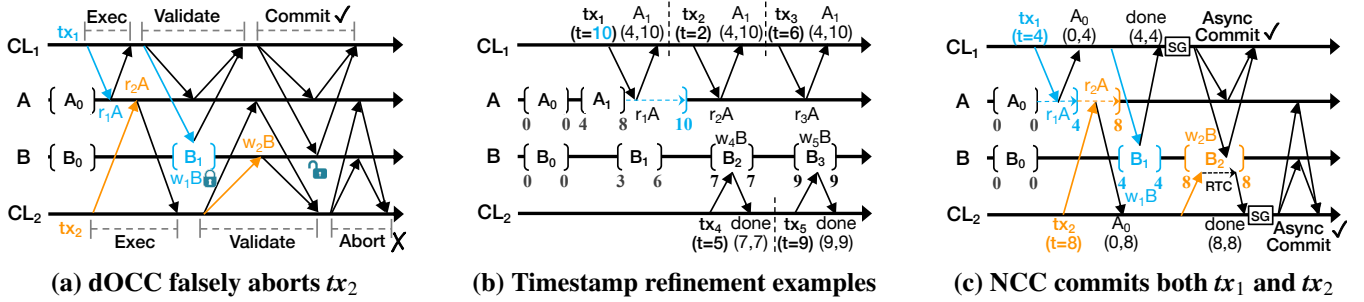 Exec Validate Commit ✓
tx₁
CL₁
A A₀ r₂A
r₁A
B B₀ B₁ w₂B
w₁B
CL₂
tx₂ Exec Validate Abort ✗
(a) dOCC falsely aborts tx₂
tx₁ A₁ tx₂ A₁ tx₃ A₁
(t=10) (4,10) (t=2) (4,10) (t=6) (4,10)
CL₁
A A₀ A₁
0 0 4 8 r₁A 10 r₂A r₃A
w₄B w₅B
B B₀ B₁ B₂ B₃
0 0 3 6 7 7 9 9
CL₂
tx₄ done tx₅ done
(t=5) (7,7) (t=9) (9,9)
(b) Timestamp refinement examples
tx₁ A₀ done Async
(t=4) (0,4) (4,4) Commit ✓
CL₁ SG
r₂A
A A₀
0 0 r₁A 4 8
w₂B
B B₀ B₁ B₂
0 0 4 4 8 8
w₁B RTC
CL₂ SG
tx₂ A₀ done Async
(t=8) (0,8) (8,8) Commit ✓
(c) NCC commits both tx₁ and tx₂